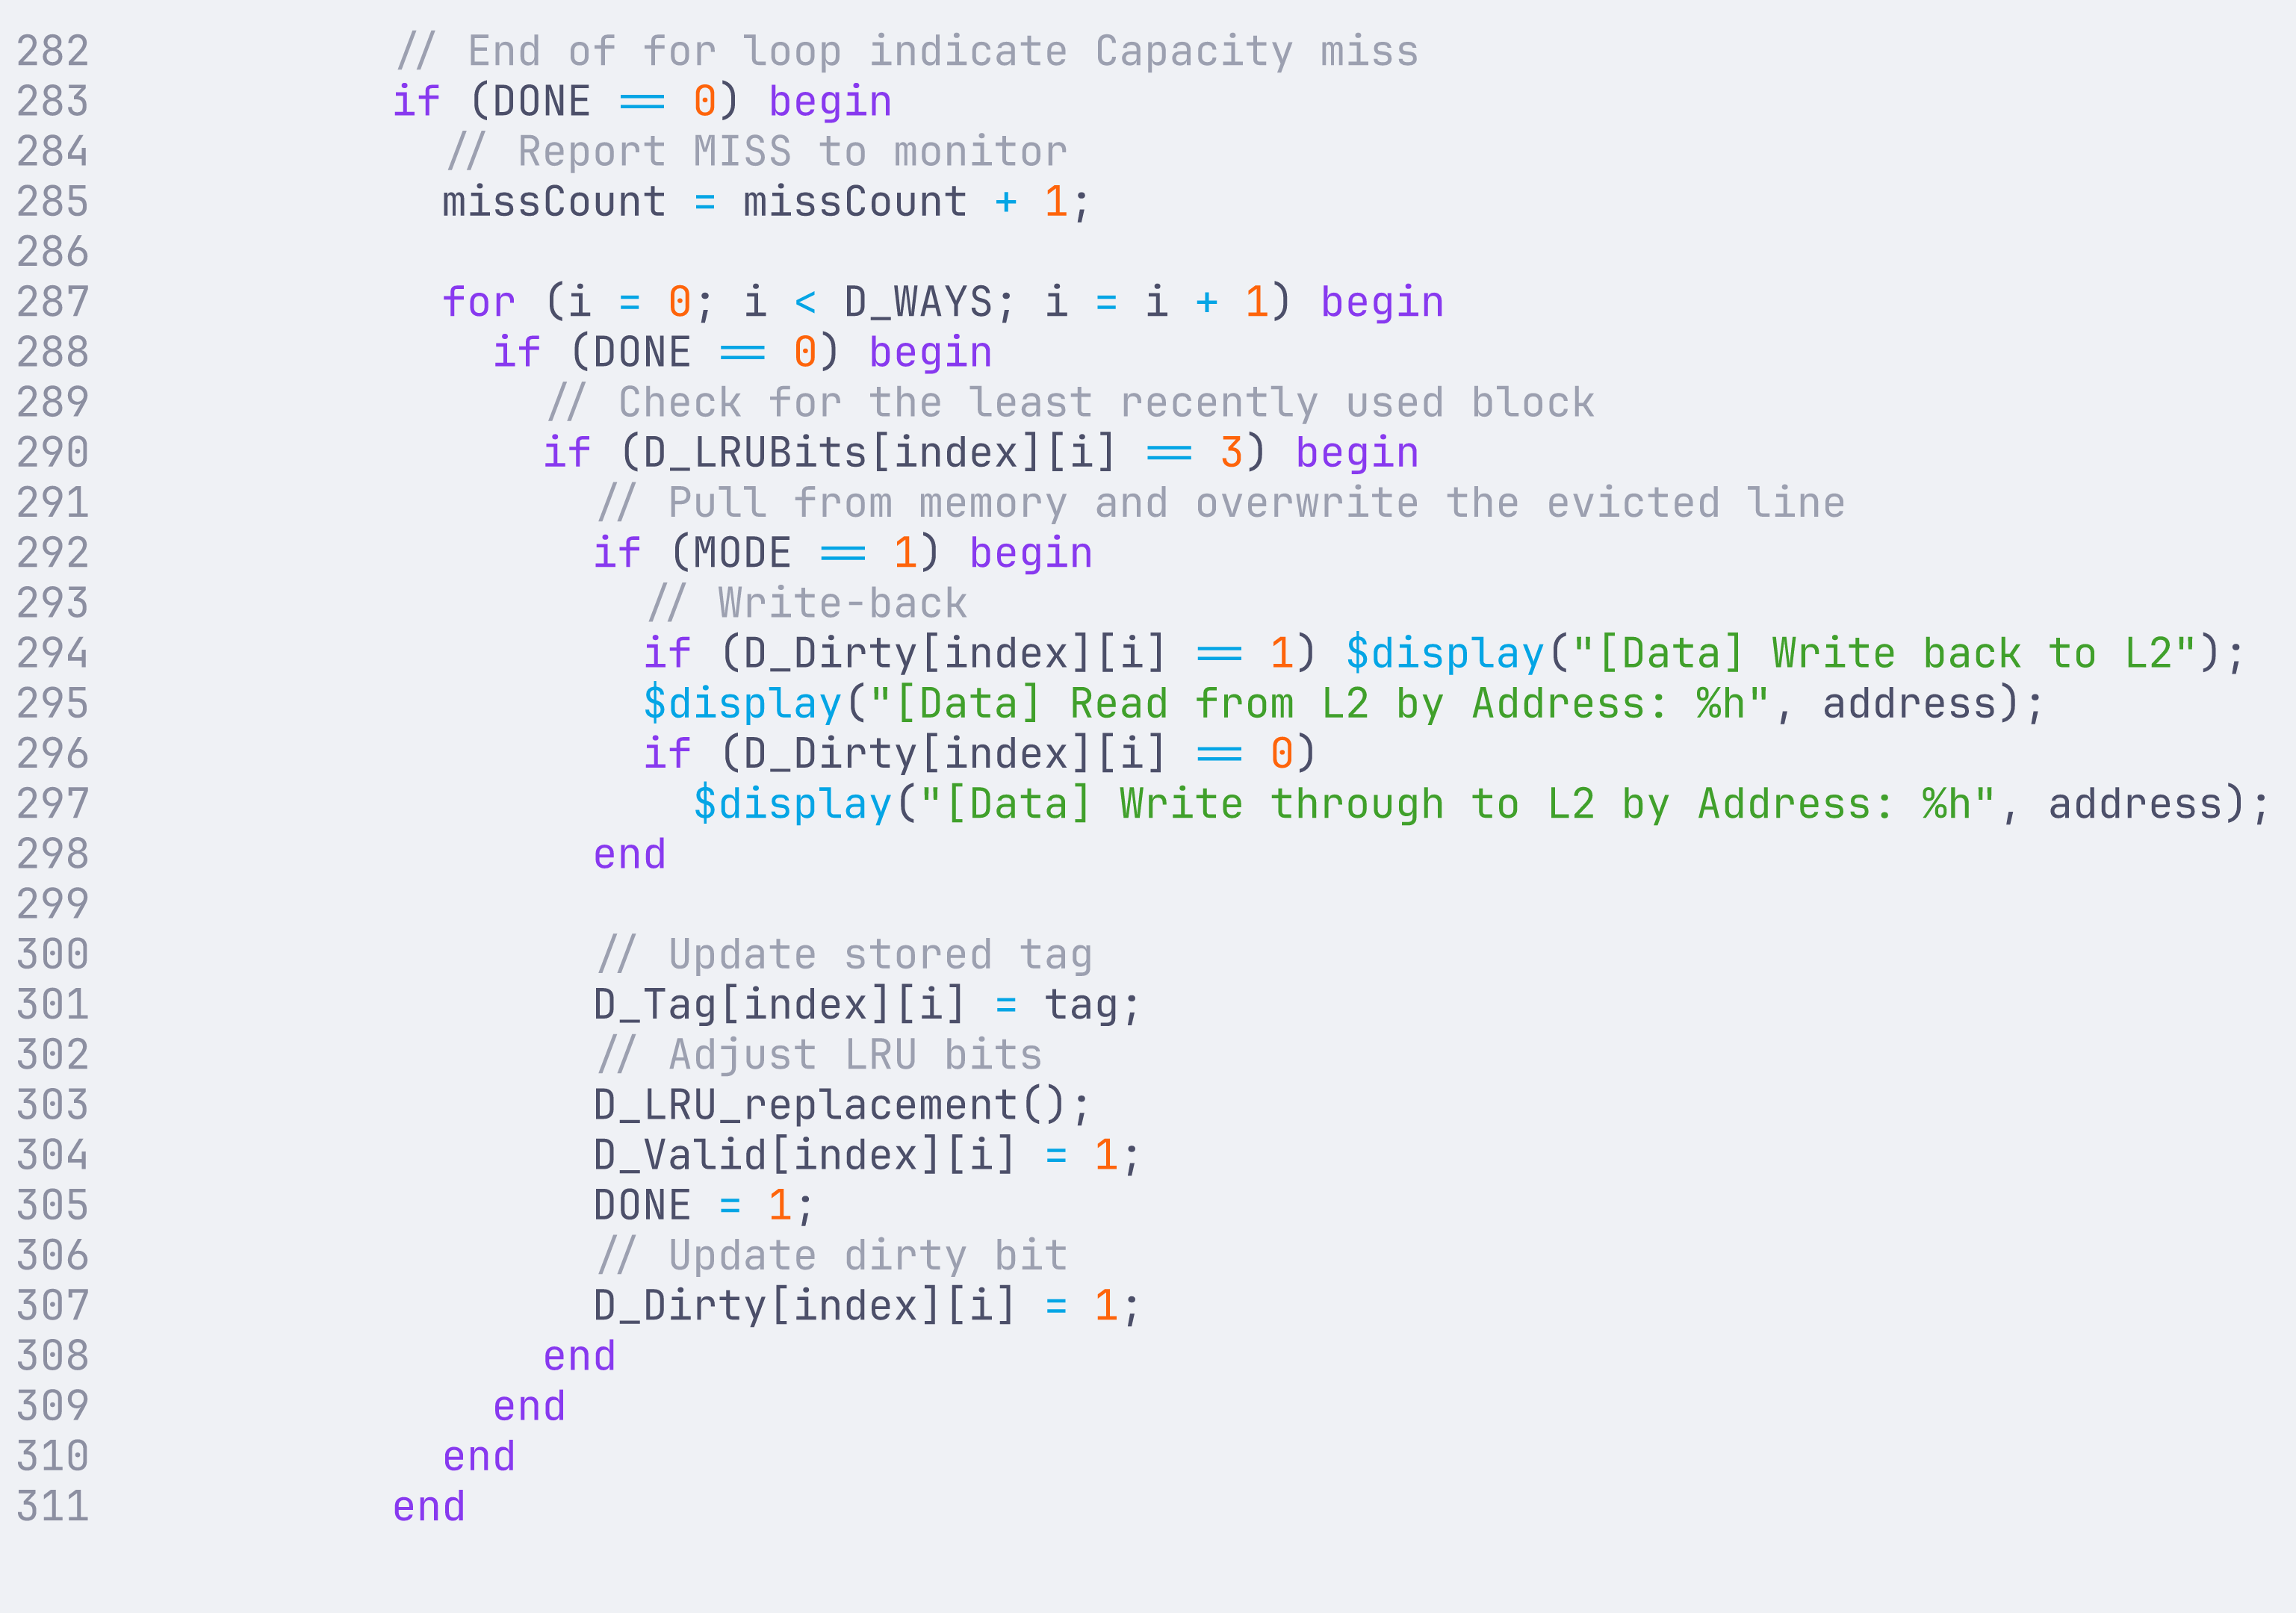 282 // End of for loop indicate Capacity miss
283 if (DONE == 0) begin
284 // Report MISS to monitor
285 missCount = missCount + 1;
286
287 for (i = 0; i < D_WAYS; i = i + 1) begin
288 if (DONE == 0) begin
289 // Check for the least recently used block
290 if (D_LRUBits[index][i] == 3) begin
291 // Pull from memory and overwrite the evicted line
292 if (MODE == 1) begin
293 // Write-back
294 if (D_Dirty[index][i] == 1) $display("[Data] Write back to L2");
295 $display("[Data] Read from L2 by Address: %h", address);
296 if (D_Dirty[index][i] == 0)
297 $display("[Data] Write through to L2 by Address: %h", address);
298 end
299
300 // Update stored tag
301 D_Tag[index][i] = tag;
302 // Adjust LRU bits
303 D_LRU_replacement();
304 D_Valid[index][i] = 1;
305 DONE = 1;
306 // Update dirty bit
307 D_Dirty[index][i] = 1;
308 end
309 end
310 end
311 end